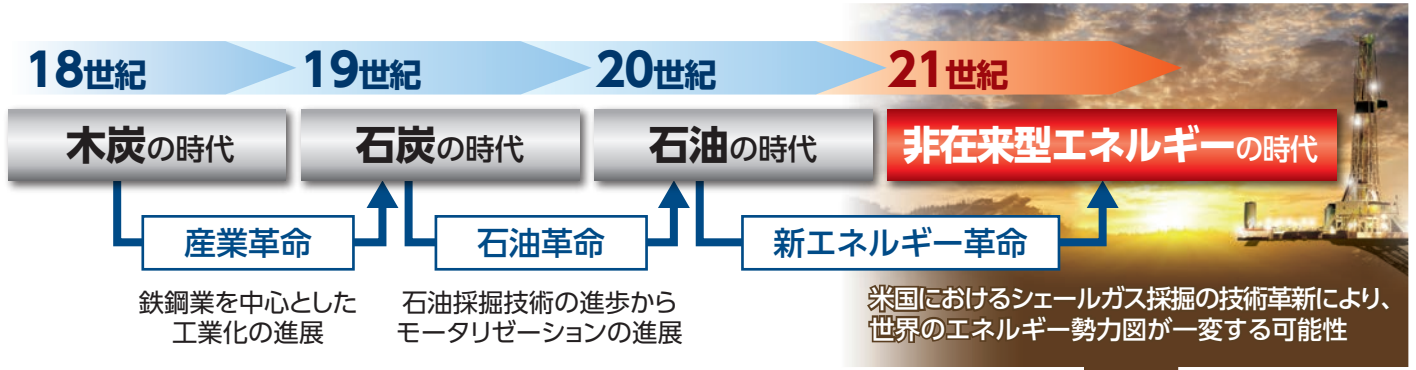 18世紀
19世紀
20世紀
21世紀
木炭の時代
石炭の時代
石油の時代
非在来型エネルギーの時代
産業革命
石油革命
新エネルギー革命
鉄鋼業を中心とした
工業化の進展
石油採掘技術の進歩から
モータリゼーションの進展
米国におけるシェールガス採掘の技術革新により、
世界のエネルギー勢力図が一変する可能性